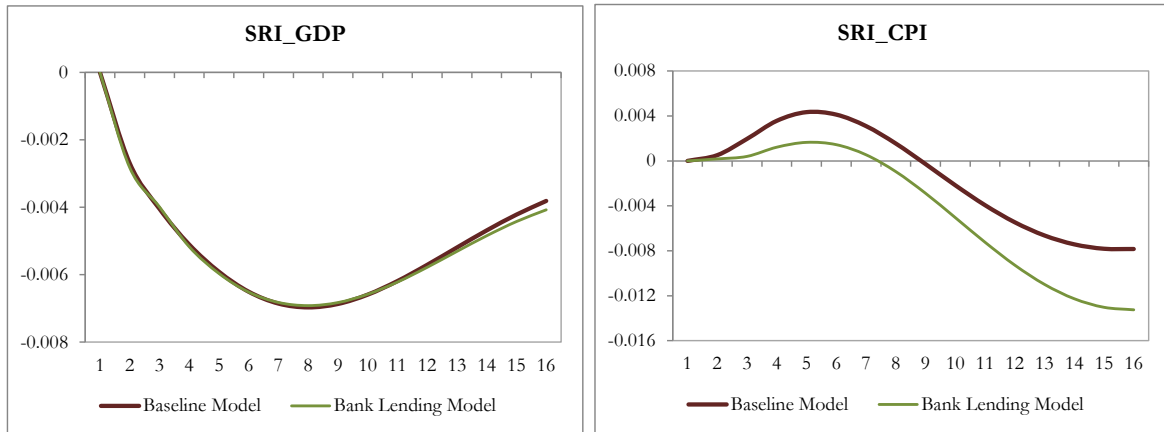 SRI_GDP
0
-0.002
-0.004
-0.006
-0.008
1 2 3 4 5 6 7 8 9 10 11 12 13 14 15 16
Baseline Model Bank Lending Model
SRI_CPI
0.008
0.004
0
-0.004
-0.008
-0.012
-0.016
1 2 3 4 5 6 7 8 9 10 11 12 13 14 15 16
Baseline Model Bank Lending Model